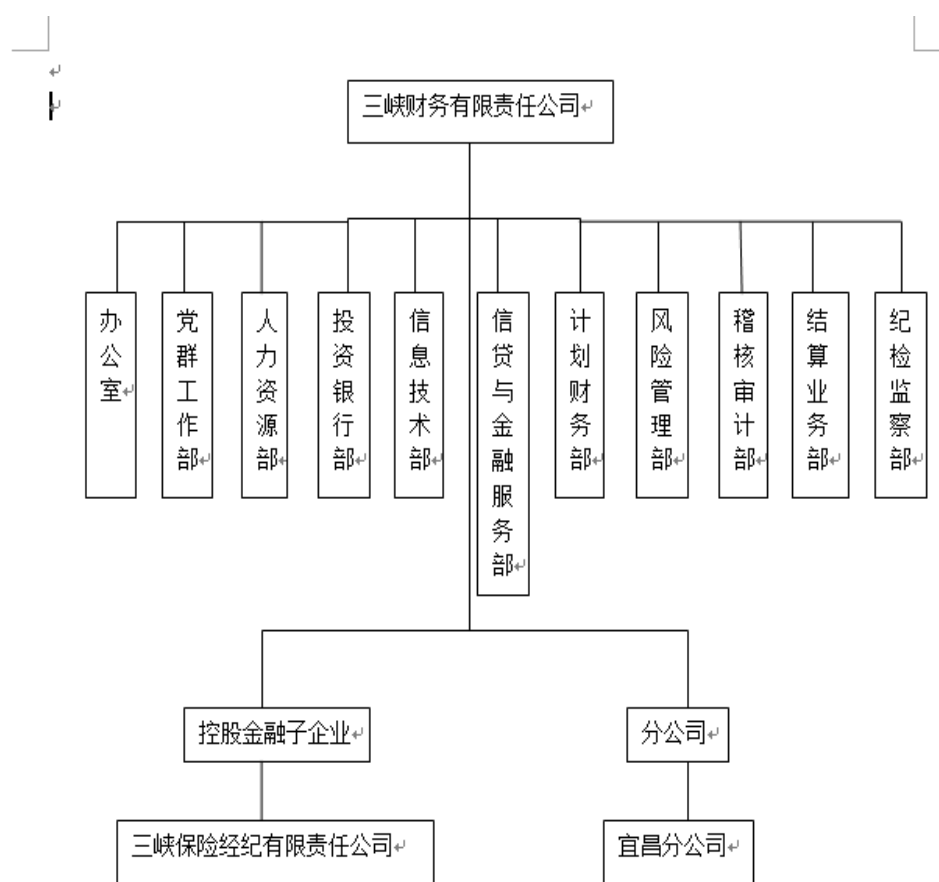 三峡财务有限责任公司
办公室
党群工作部
人力资源部
投资银行部
信息技术部
信贷与金融服务部
计划财务部
风险管理部
稽核审计部
结算业务部
纪检监察部
控股金融子企业
分公司
三峡保险经纪有限责任公司
宜昌分公司